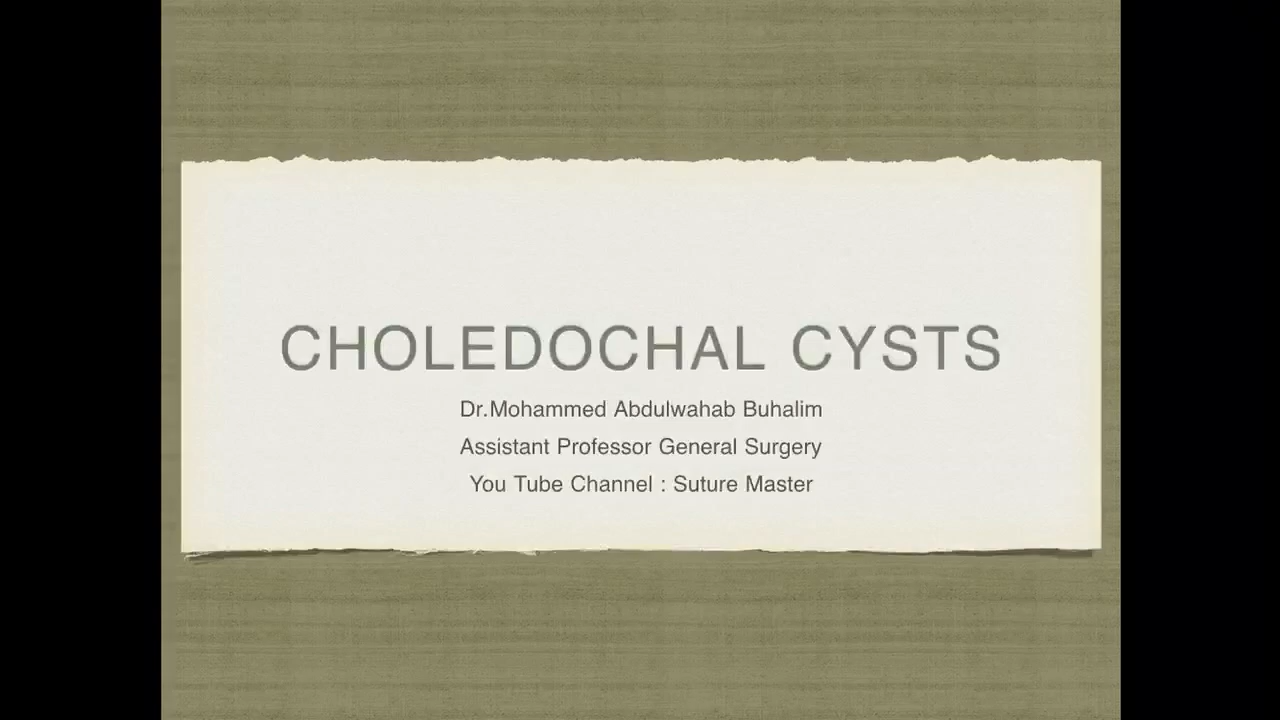 CHOLEDOCHAL CYSTS
Dr.Mohammed Abdulwahab Buhalim
Assistant Professor General Surgery
You Tube Channel : Suture Master